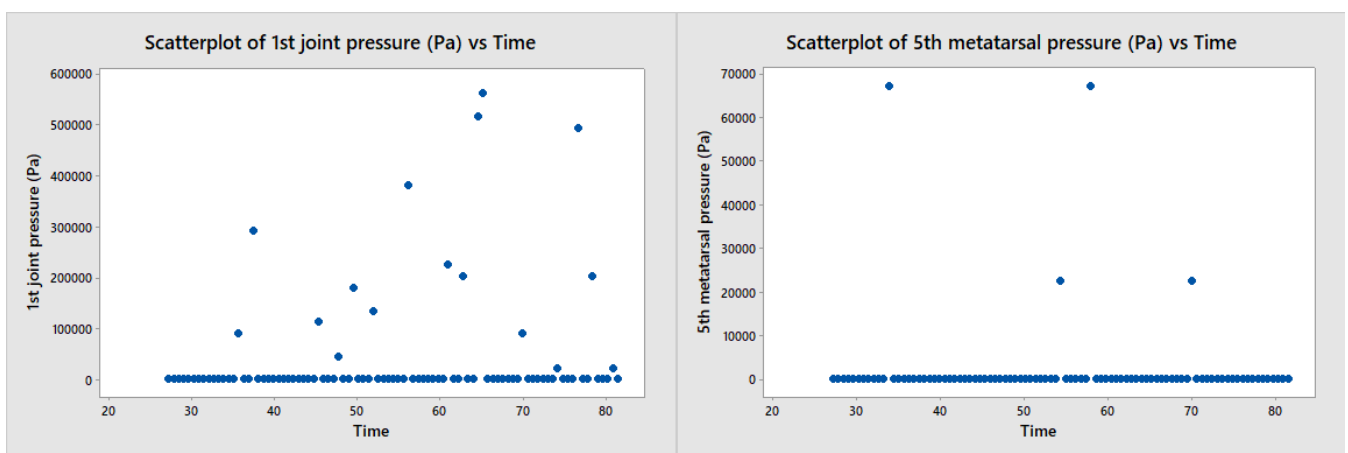 Scatterplot of 1st joint pressure (Pa) vs Time
600000
500000
400000
300000
200000
100000
0
1st joint pressure (Pa)
20 30 40 50 60 70 80
Time
Scatterplot of 5th metatarsal pressure (Pa) vs Time
70000
60000
50000
40000
30000
20000
10000
0
5th metatarsal pressure (Pa)
20 30 40 50 60 70 80
Time